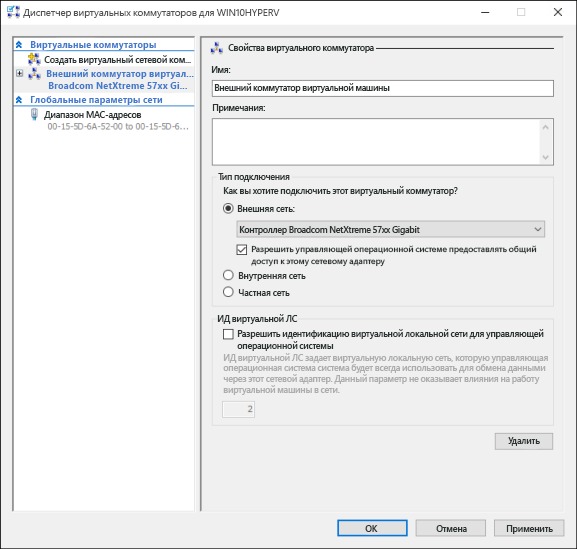 Диспетчер виртуальных коммутаторов для WIN10HYPERV
Виртуальные коммутаторы
Создать виртуальный сетевой ком...
Внешний коммутатор виртуал...
Broadcom NetXtreme 57xx Gi...
Глобальные параметры сети
Диапазон MAC-адресов
00-15-5D-6A-52-00 to 00-15-5D-6...
Свойства виртуального коммутатора
Имя:
Внешний коммутатор виртуальной машины
Примечания:
Тип подключения
Как вы хотите подключить этот виртуальный коммутатор?
Внешняя сеть:
Контроллер Broadcom NetXtreme 57xx Gigabit
Разрешить управляющей операционной системе предоставлять общий
доступ к этому сетевому адаптеру
Внутренняя сеть
Частная сеть
ИД виртуальной ЛС
Разрешить идентификацию виртуальной локальной сети для управляющей
операционной системы
ИД виртуальной ЛС задает виртуальную локальную сеть, которую управляющая
операционная система система будет всегда использовать для обмена данными
через этот сетевой адаптер. Данный параметр не оказывает влияния на работу
виртуальной машины в сети.
2
Удалить
OK
Отмена
Применить